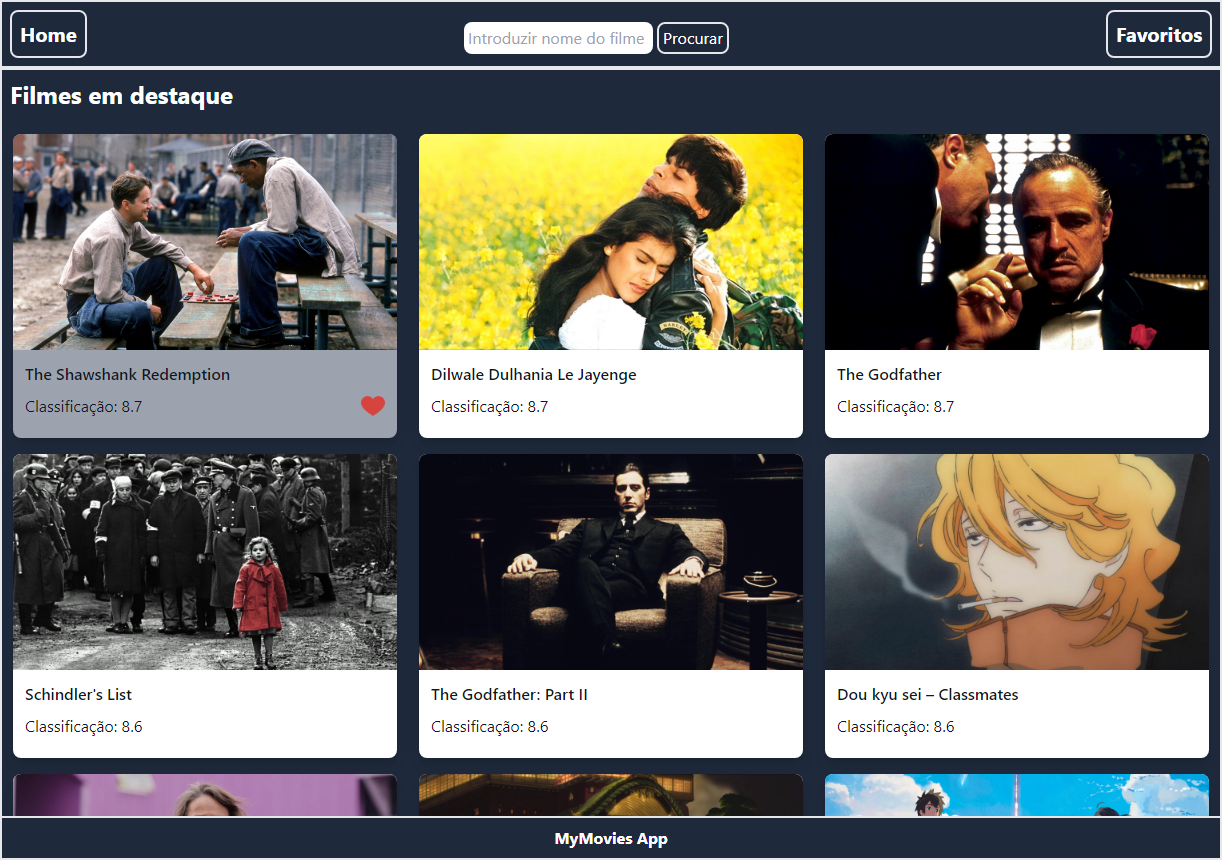 Home
Introduzir nome do filme
Procurar
Favoritos
Filmes em destaque
The Shawshank Redemption
Classificação: 8.7
Dilwale Dulhania Le Jayenge
Classificação: 8.7
The Godfather
Classificação: 8.7
Schindler's List
Classificação: 8.6
The Godfather: Part II
Classificação: 8.6
Dou kyu sei – Classmates
Classificação: 8.6
MyMovies App